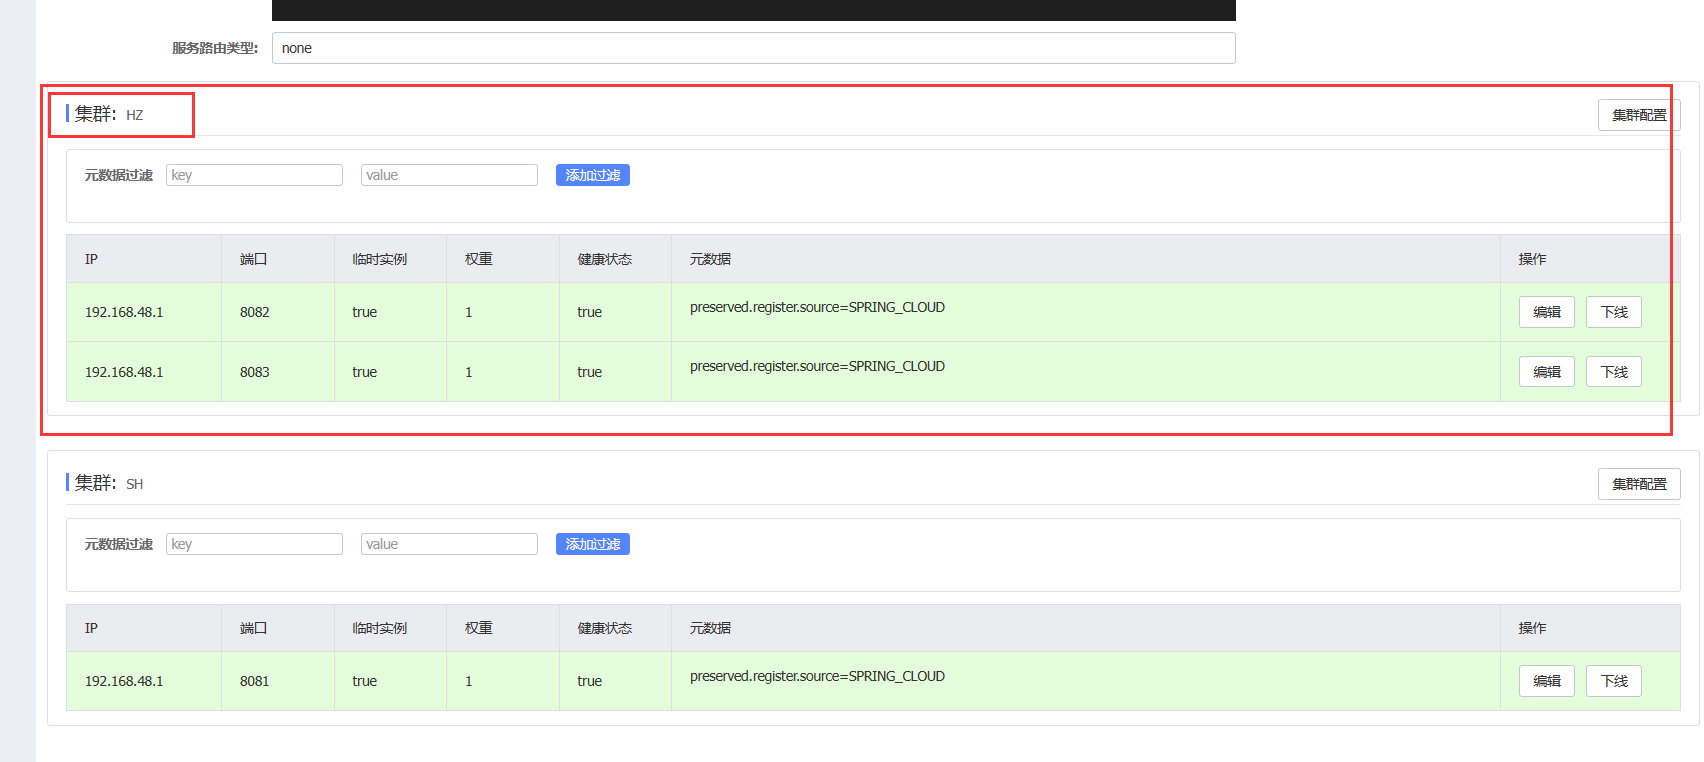 服务路由类型: none
集群: HZ 集群配置
元数据过滤 key value 添加过滤
IP 端口 临时实例 权重 健康状态 元数据 操作
192.168.48.1 8082 true 1 true preserved.register.source=SPRING_CLOUD 编辑 下线
192.168.48.1 8083 true 1 true preserved.register.source=SPRING_CLOUD 编辑 下线
集群: SH 集群配置
元数据过滤 key value 添加过滤
IP 端口 临时实例 权重 健康状态 元数据 操作
192.168.48.1 8081 true 1 true preserved.register.source=SPRING_CLOUD 编辑 下线